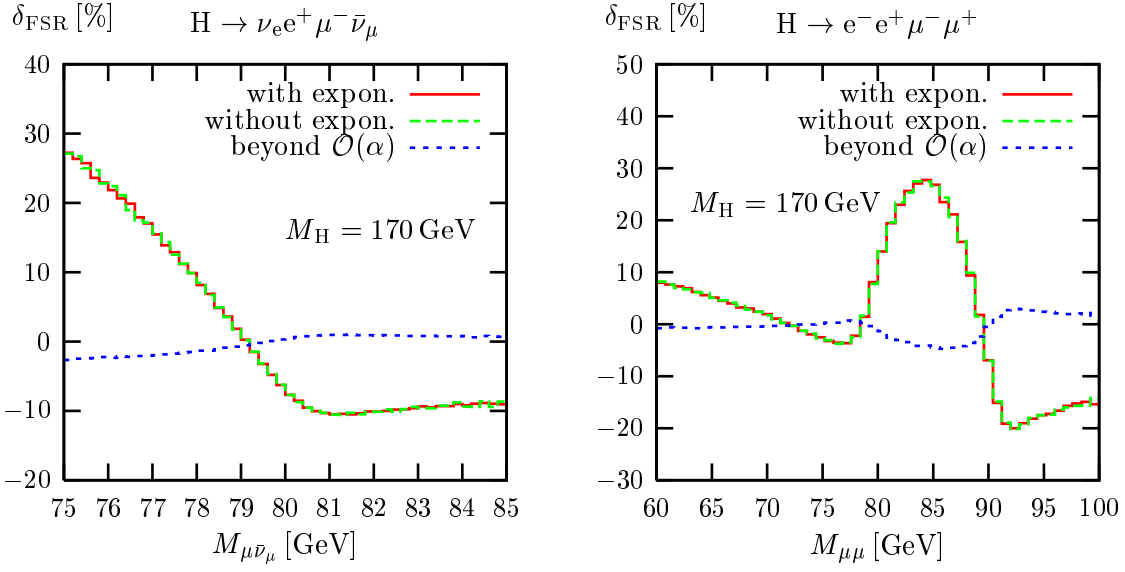 δ_FSR [%]
H → ν_e e⁺ μ⁻ ν̄_μ
40
30
20
10
0
−10
−20
with expon.
without expon.
beyond 𝒪(α)
M_H = 170 GeV
75 76 77 78 79 80 81 82 83 84 85
M_μν̄_μ [GeV]
δ_FSR [%]
H → e⁻ e⁺ μ⁻ μ⁺
50
40
30
20
10
0
−10
−20
−30
with expon.
without expon.
beyond 𝒪(α)
M_H = 170 GeV
60 65 70 75 80 85 90 95 100
M_μμ [GeV]